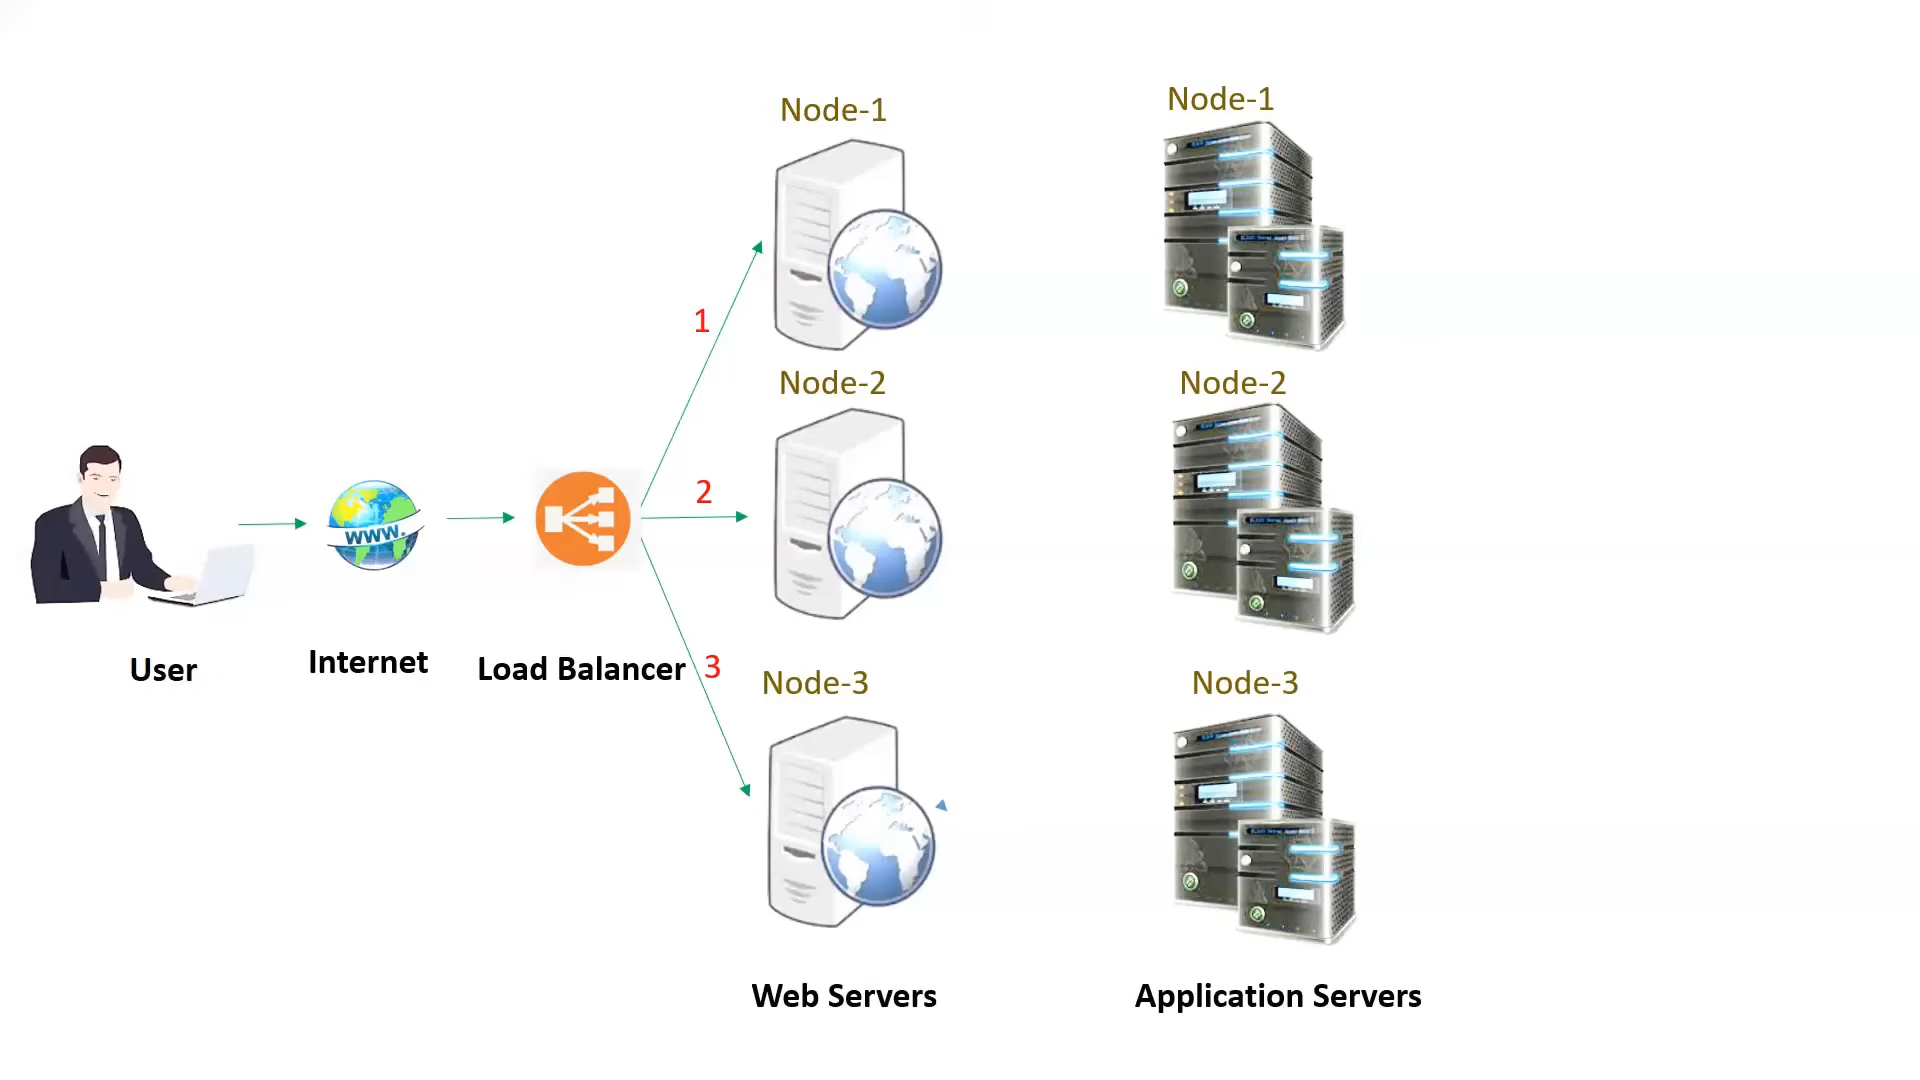 Node-1
Node-1
1
Node-2
Node-2
2
www.
User
Internet
Load Balancer
3
Node-3
Node-3
Web Servers
Application Servers